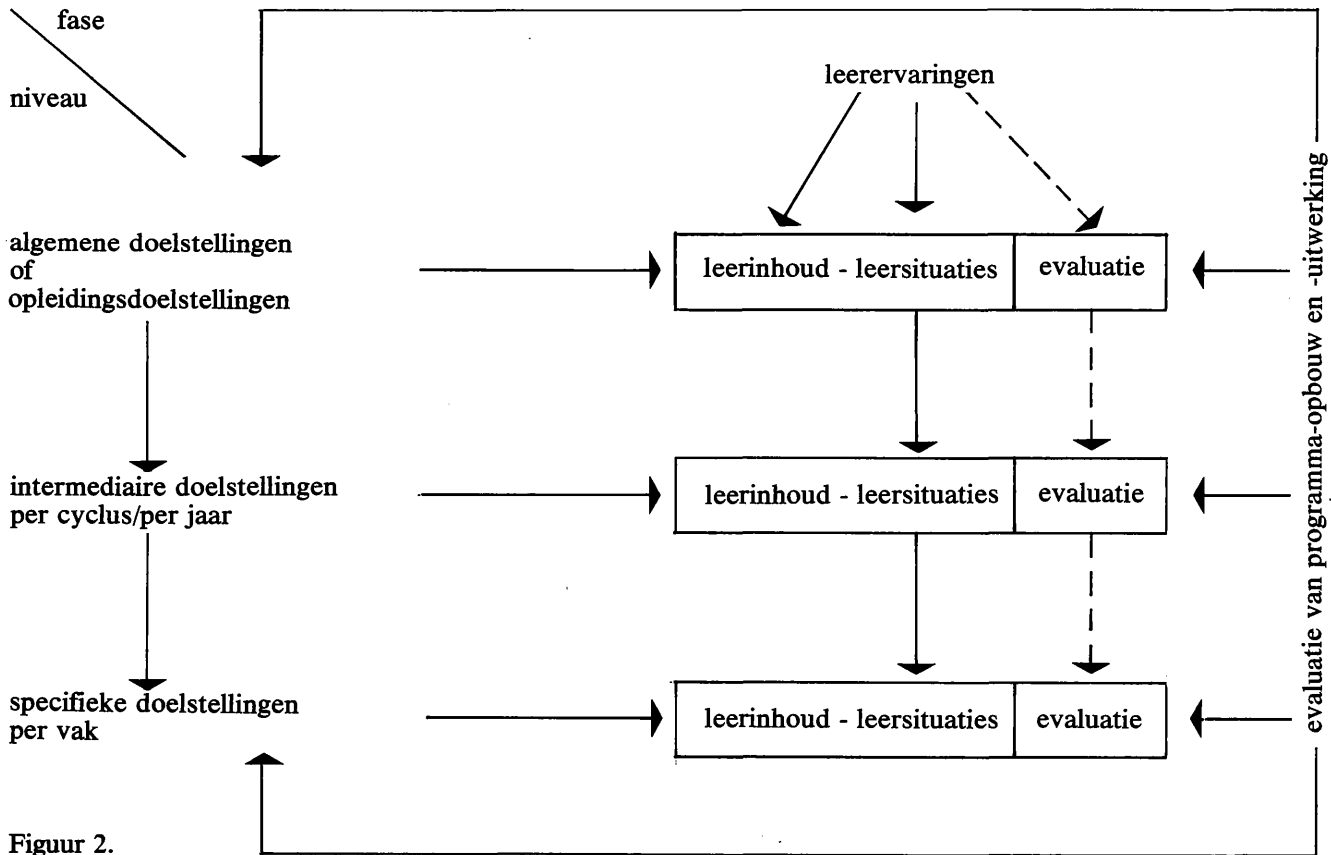 fase
niveau
leerervaringen
algemene doelstellingen
of
opleidingsdoelstellingen
leerinhoud - leersituaties
evaluatie
intermediaire doelstellingen
per cyclus/per jaar
leerinhoud - leersituaties
evaluatie
specifieke doelstellingen
per vak
leerinhoud - leersituaties
evaluatie
evaluatie van programma-opbouw en -uitwerking
Figuur 2.